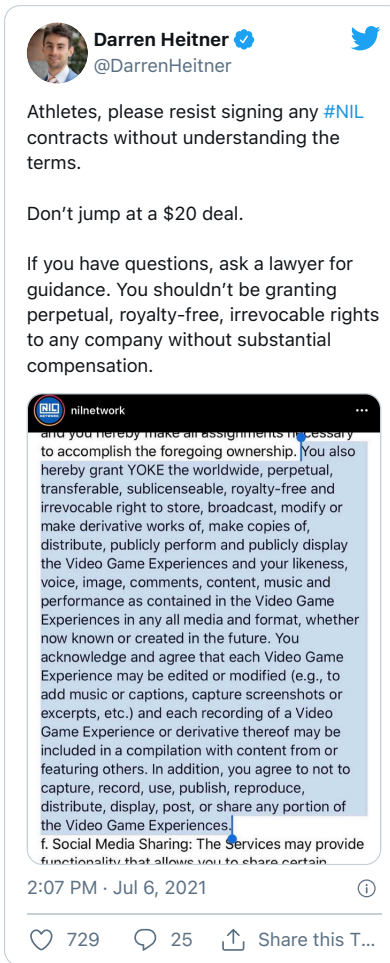 Darren Heitner
@DarrenHeitner
Athletes, please resist signing any #NIL
contracts without understanding the
terms.
Don’t jump at a $20 deal.
If you have questions, ask a lawyer for
guidance. You shouldn’t be granting
perpetual, royalty-free, irrevocable rights
to any company without substantial
compensation.
NIL
NETWORK
nilnetwork
and you hereby make all assignments necessary
to accomplish the foregoing ownership. You also
hereby grant YOKE the worldwide, perpetual,
transferable, sublicenseable, royalty-free and
irrevocable right to store, broadcast, modify or
make derivative works of, make copies of,
distribute, publicly perform and publicly display
the Video Game Experiences and your likeness,
voice, image, comments, content, music and
performance as contained in the Video Game
Experiences in any all media and format, whether
now known or created in the future. You
acknowledge and agree that each Video Game
Experience may be edited or modified (e.g., to
add music or captions, capture screenshots or
excerpts, etc.) and each recording of a Video
Game Experience or derivative thereof may be
included in a compilation with content from or
featuring others. In addition, you agree to not to
capture, record, use, publish, reproduce,
distribute, display, post, or share any portion of
the Video Game Experiences.
f. Social Media Sharing: The Services may provide
functionality that allows you to share certain
2:07 PM · Jul 6, 2021
729 25 Share this T...